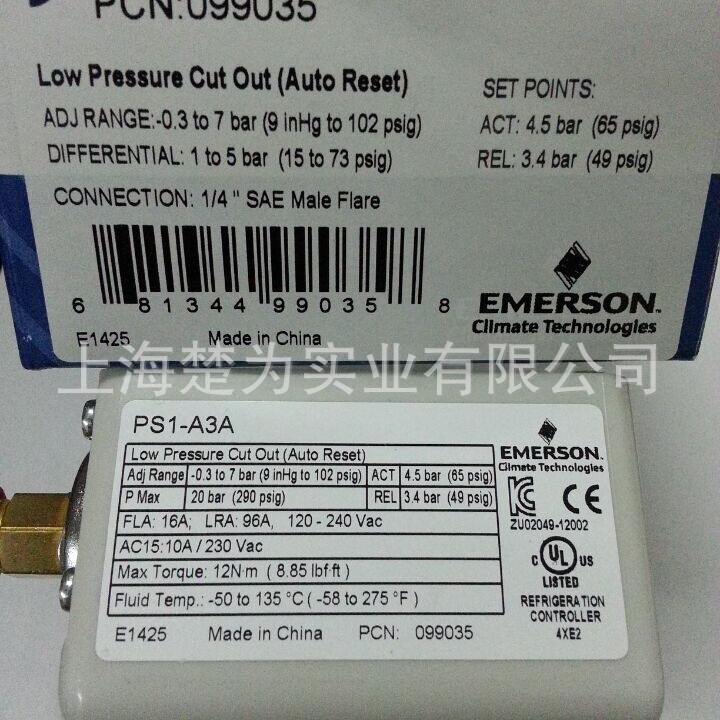 PCN:099035
Low Pressure Cut Out (Auto Reset)
ADJ RANGE:-0.3 to 7 bar (9 inHg to 102 psig)
DIFFERENTIAL: 1 to 5 bar (15 to 73 psig)
CONNECTION: 1/4 " SAE Male Flare
SET POINTS:
ACT: 4.5 bar (65 psig)
REL: 3.4 bar (49 psig)
6 81344 99035 8
E1425 Made in China
EMERSON™
Climate Technologies
上海楚为实业有限公司
PS1-A3A
Low Pressure Cut Out (Auto Reset)
Adj Range -0.3 to 7 bar (9 inHg to 102 psig) ACT 4.5 bar (65 psig)
P Max 20 bar (290 psig) REL 3.4 bar (49 psig)
FLA: 16A; LRA: 96A, 120 - 240 Vac
AC15:10A / 230 Vac
Max Torque: 12N·m ( 8.85 lbf·ft )
Fluid Temp.: -50 to 135 °C ( -58 to 275 °F )
E1425 Made in China PCN: 099035
EMERSON™
Climate Technologies
CE
ZU02049-12002
C UL US
LISTED
REFRIGERATION
CONTROLLER
4XE2